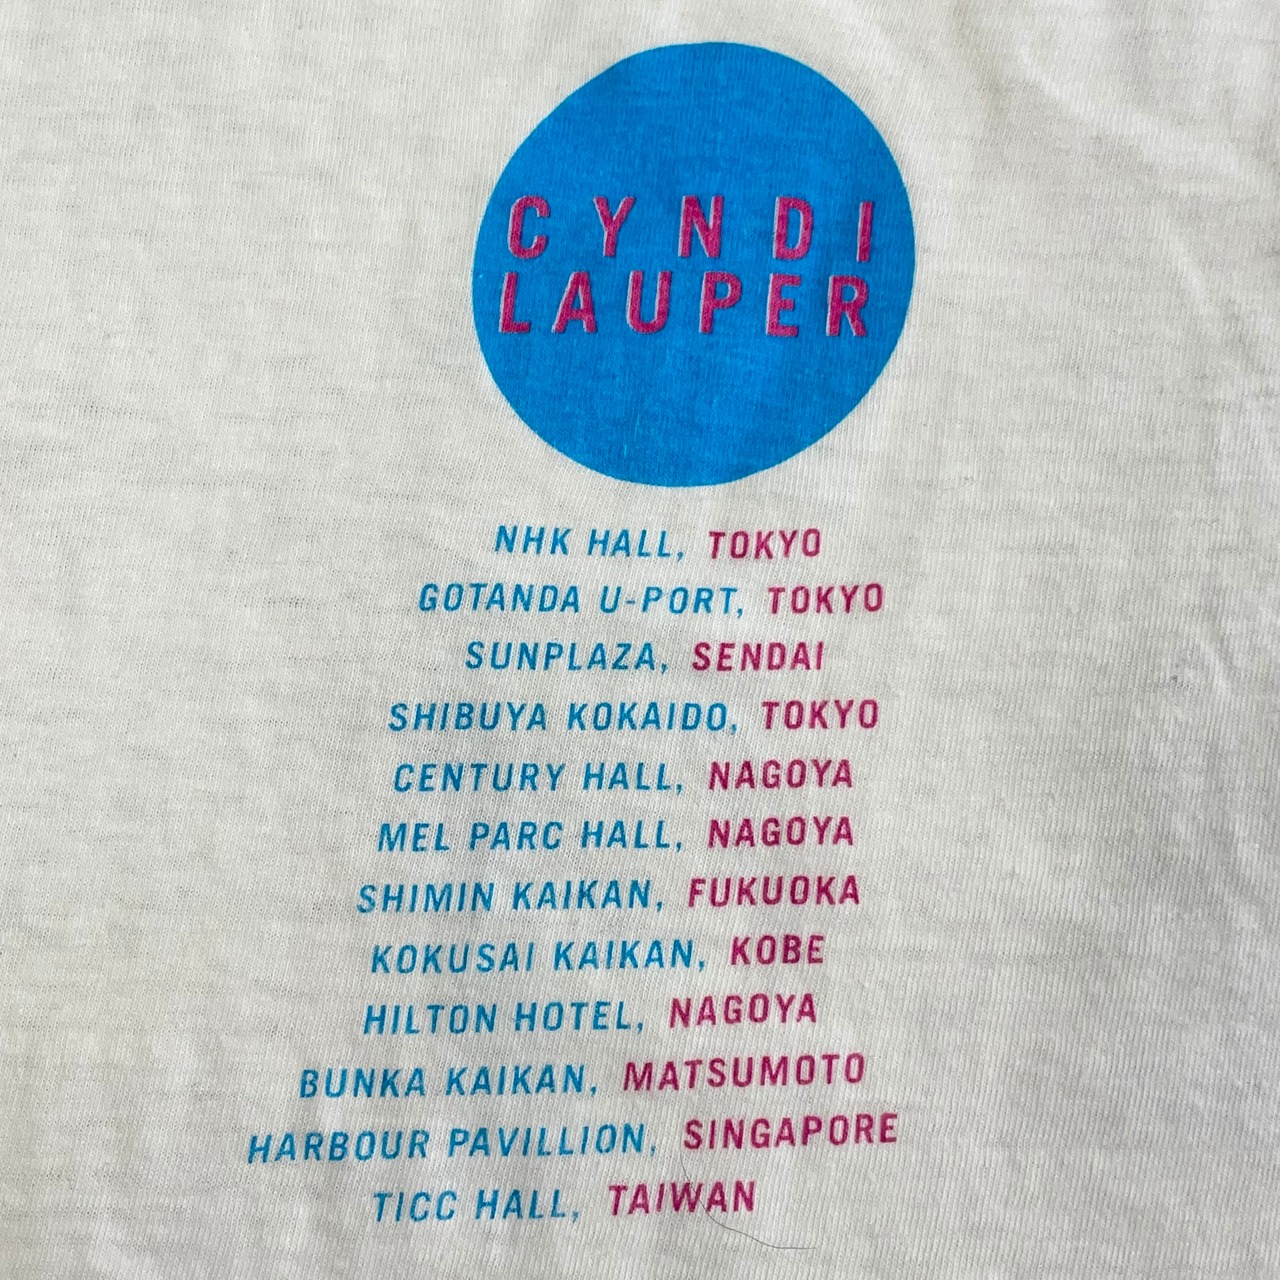 CYNDI
LAUPER
NHK HALL, TOKYO
GOTANDA U-PORT, TOKYO
SUNPLAZA, SENDAI
SHIBUYA KOKAIDO, TOKYO
CENTURY HALL, NAGOYA
MEL PARC HALL, NAGOYA
SHIMIN KAIKAN, FUKUOKA
KOKUSAI KAIKAN, KOBE
HILTON HOTEL, NAGOYA
BUNKA KAIKAN, MATSUMOTO
HARBOUR PAVILLION, SINGAPORE
TICC HALL, TAIWAN